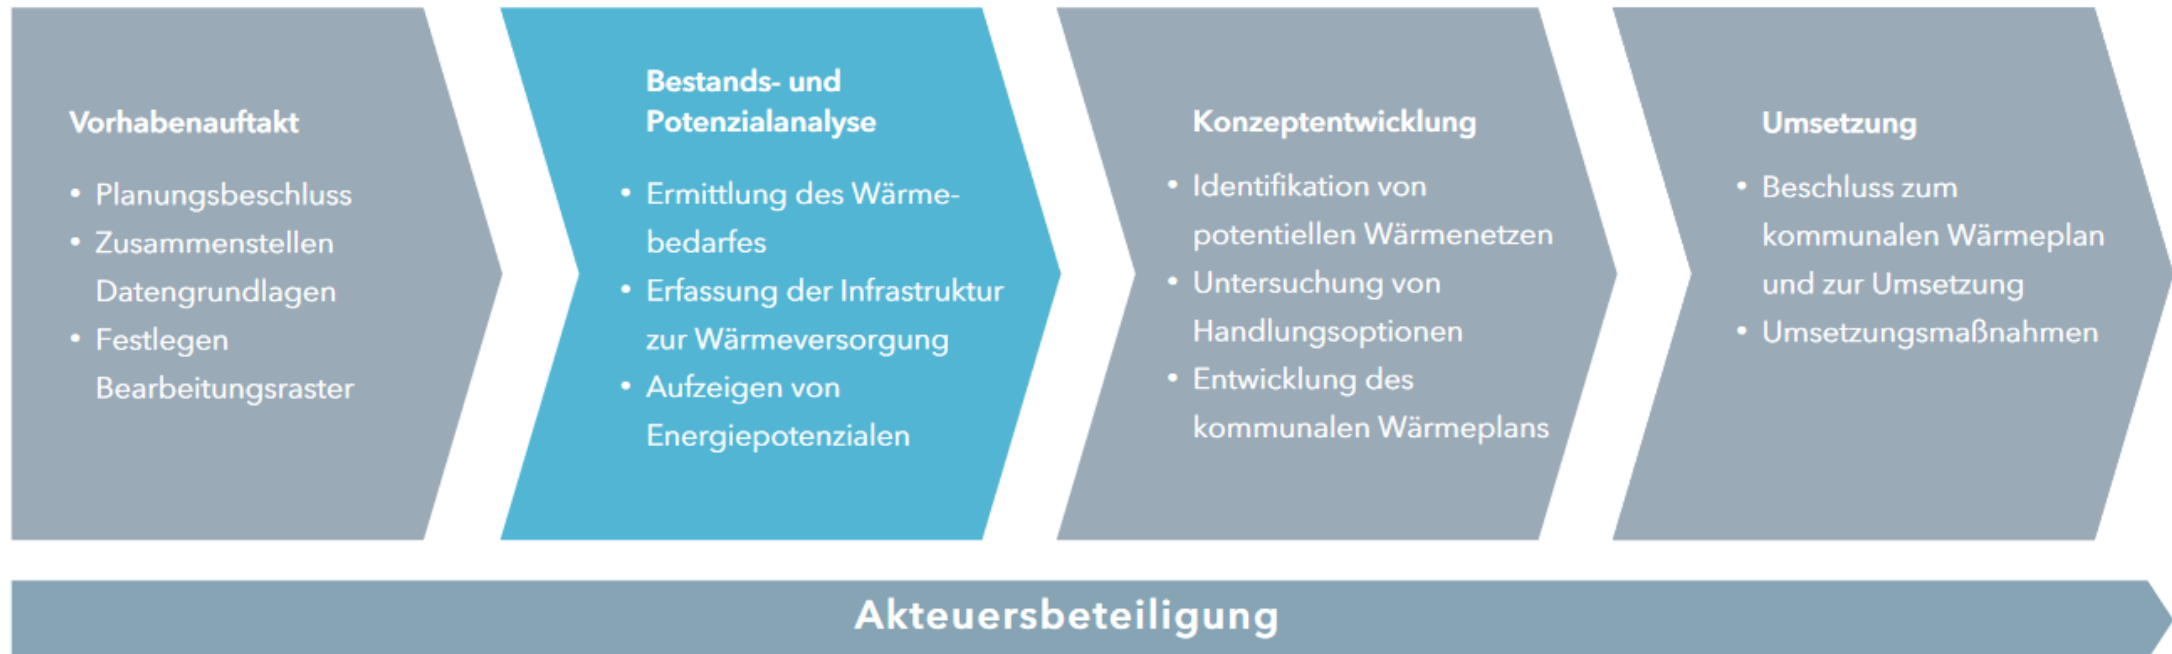 Vorhabenauftakt
• Planungsbeschluss
• Zusammenstellen
Datengrundlagen
• Festlegen
Bearbeitungsraster
Bestands- und
Potenzialanalyse
• Ermittlung des Wärme-
bedarfes
• Erfassung der Infrastruktur
zur Wärmeversorgung
• Aufzeigen von
Energiepotenzialen
Konzeptentwicklung
• Identifikation von
potentiellen Wärmenetzen
• Untersuchung von
Handlungsoptionen
• Entwicklung des
kommunalen Wärmeplans
Umsetzung
• Beschluss zum
kommunalen Wärmeplan
und zur Umsetzung
• Umsetzungsmaßnahmen
Akteuersbeteiligung